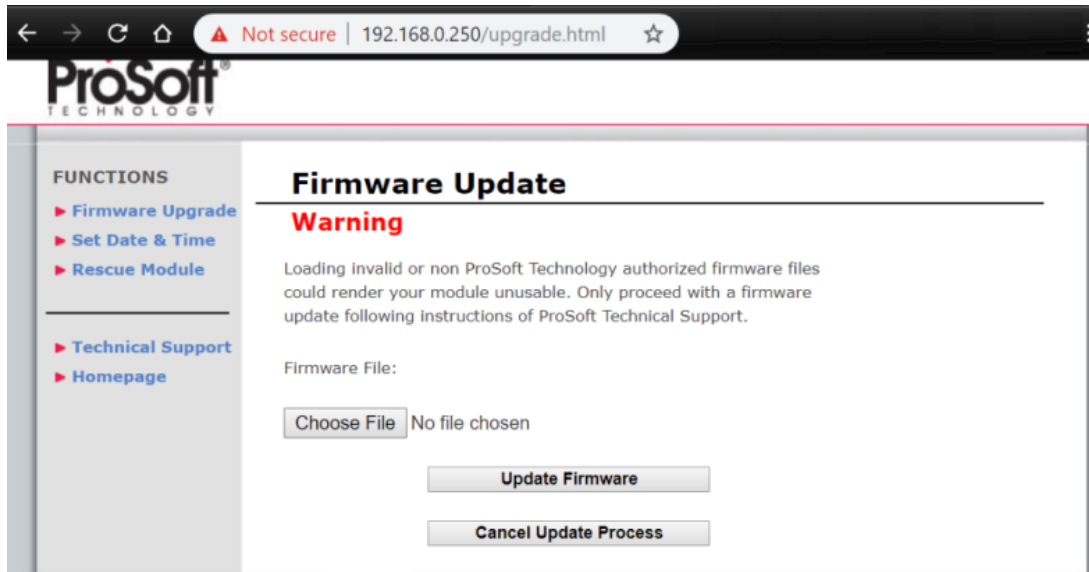 Not secure | 192.168.0.250/upgrade.html
ProSoft®
TECHNOLOGY
FUNCTIONS
Firmware Upgrade
Set Date & Time
Rescue Module
Technical Support
Homepage
Firmware Update
Warning
Loading invalid or non ProSoft Technology authorized firmware files
could render your module unusable. Only proceed with a firmware
update following instructions of ProSoft Technical Support.
Firmware File:
Choose File No file chosen
Update Firmware
Cancel Update Process